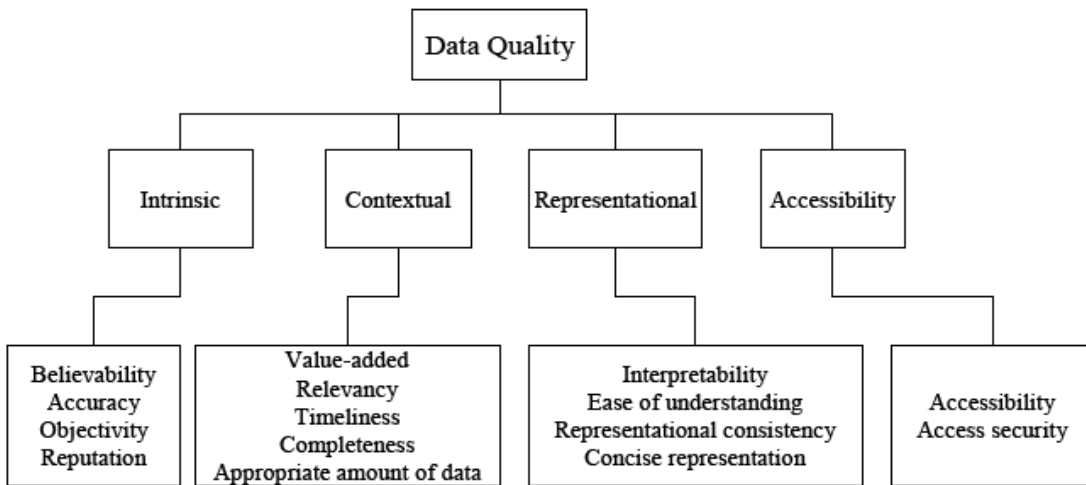 Data Quality
Intrinsic
Contextual
Representational
Accessibility
Believability
Accuracy
Objectivity
Reputation
Value-added
Relevancy
Timeliness
Completeness
Appropriate amount of data
Interpretability
Ease of understanding
Representational consistency
Concise representation
Accessibility
Access security